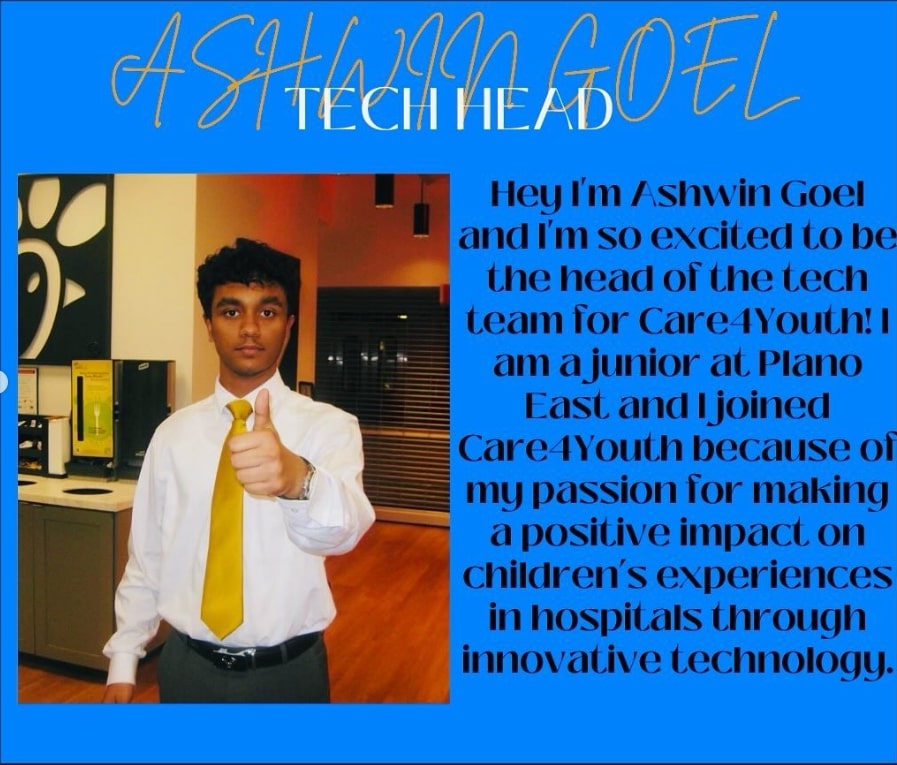 ASHWIN GOEL
TECH HEAD
Hey I'm Ashwin Goel
and I'm so excited to be
the head of the tech
team for Care4Youth! I
am a junior at Plano
East and I joined
Care4Youth because of
my passion for making
a positive impact on
children's experiences
in hospitals through
innovative technology.